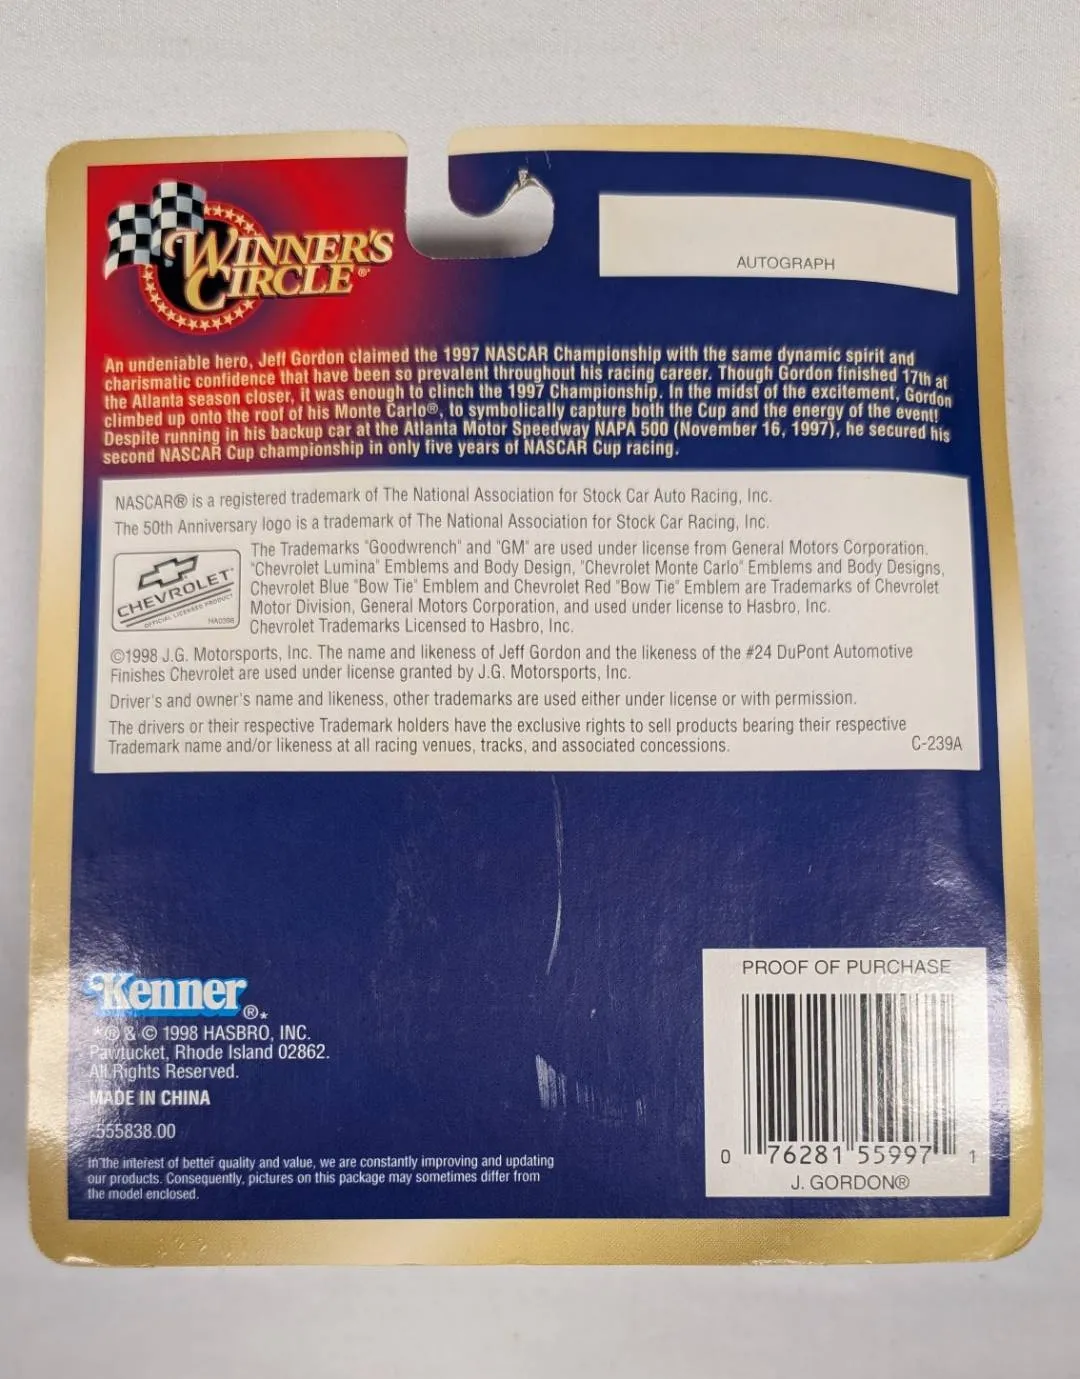 WINNER'S
CIRCLE®
AUTOGRAPH
An undeniable hero, Jeff Gordon claimed the 1997 NASCAR Championship with the same dynamic spirit and
charismatic confidence that have been so prevalent throughout his racing career. Though Gordon finished 17th at
the Atlanta season closer, it was enough to clinch the 1997 Championship. In the midst of the excitement, Gordon
climbed up onto the roof of his Monte Carlo®, to symbolically capture both the Cup and the energy of the event!
Despite running in his backup car at the Atlanta Motor Speedway NAPA 500 (November 16, 1997), he secured his
second NASCAR Cup championship in only five years of NASCAR Cup racing.
NASCAR® is a registered trademark of The National Association for Stock Car Auto Racing, Inc.
The 50th Anniversary logo is a trademark of The National Association for Stock Car Racing, Inc.
CHEVROLET
OFFICIAL LICENSED PRODUCT
HA0398
The Trademarks "Goodwrench" and "GM" are used under license from General Motors Corporation.
"Chevrolet Lumina" Emblems and Body Design, "Chevrolet Monte Carlo" Emblems and Body Designs,
Chevrolet Blue "Bow Tie" Emblem and Chevrolet Red "Bow Tie" Emblem are Trademarks of Chevrolet
Motor Division, General Motors Corporation, and used under license to Hasbro, Inc.
Chevrolet Trademarks Licensed to Hasbro, Inc.
©1998 J.G. Motorsports, Inc. The name and likeness of Jeff Gordon and the likeness of the #24 DuPont Automotive
Finishes Chevrolet are used under license granted by J.G. Motorsports, Inc.
Driver's and owner's name and likeness, other trademarks are used either under license or with permission.
The drivers or their respective Trademark holders have the exclusive rights to sell products bearing their respective
Trademark name and/or likeness at all racing venues, tracks, and associated concessions.
C-239A
Kenner®*
*® & © 1998 HASBRO, INC.
Pawtucket, Rhode Island 02862.
All Rights Reserved.
MADE IN CHINA
555838.00
In the interest of better quality and value, we are constantly improving and updating
our products. Consequently, pictures on this package may sometimes differ from
the model enclosed.
PROOF OF PURCHASE
0 76281 55997 1
J. GORDON®